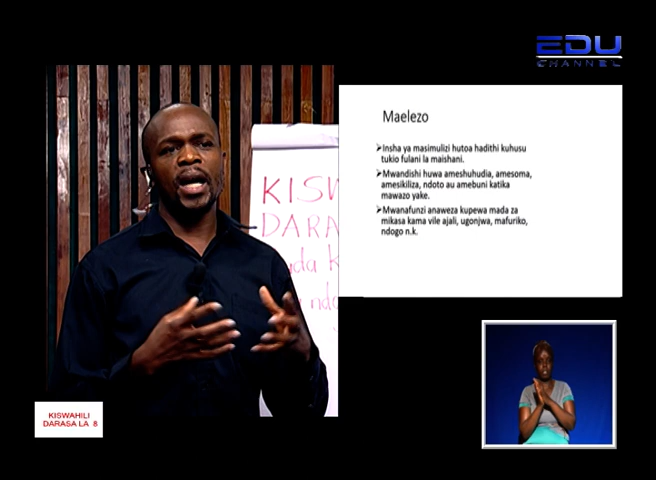 EDU
CHANNEL
Maelezo
➢Insha ya masimulizi hutoa hadithi kuhusu
tukio fulani la maishani.
➢Mwandishi huwa ameshuhudia, amesoma,
amesikiliza, ndoto au amebuni katika
mawazo yake.
➢Mwanafunzi anaweza kupewa mada za
mikasa kama vile ajali, ugonjwa, mafuriko,
ndogo n.k.
KISW
DARA
KISWAHILI
DARASA LA 8